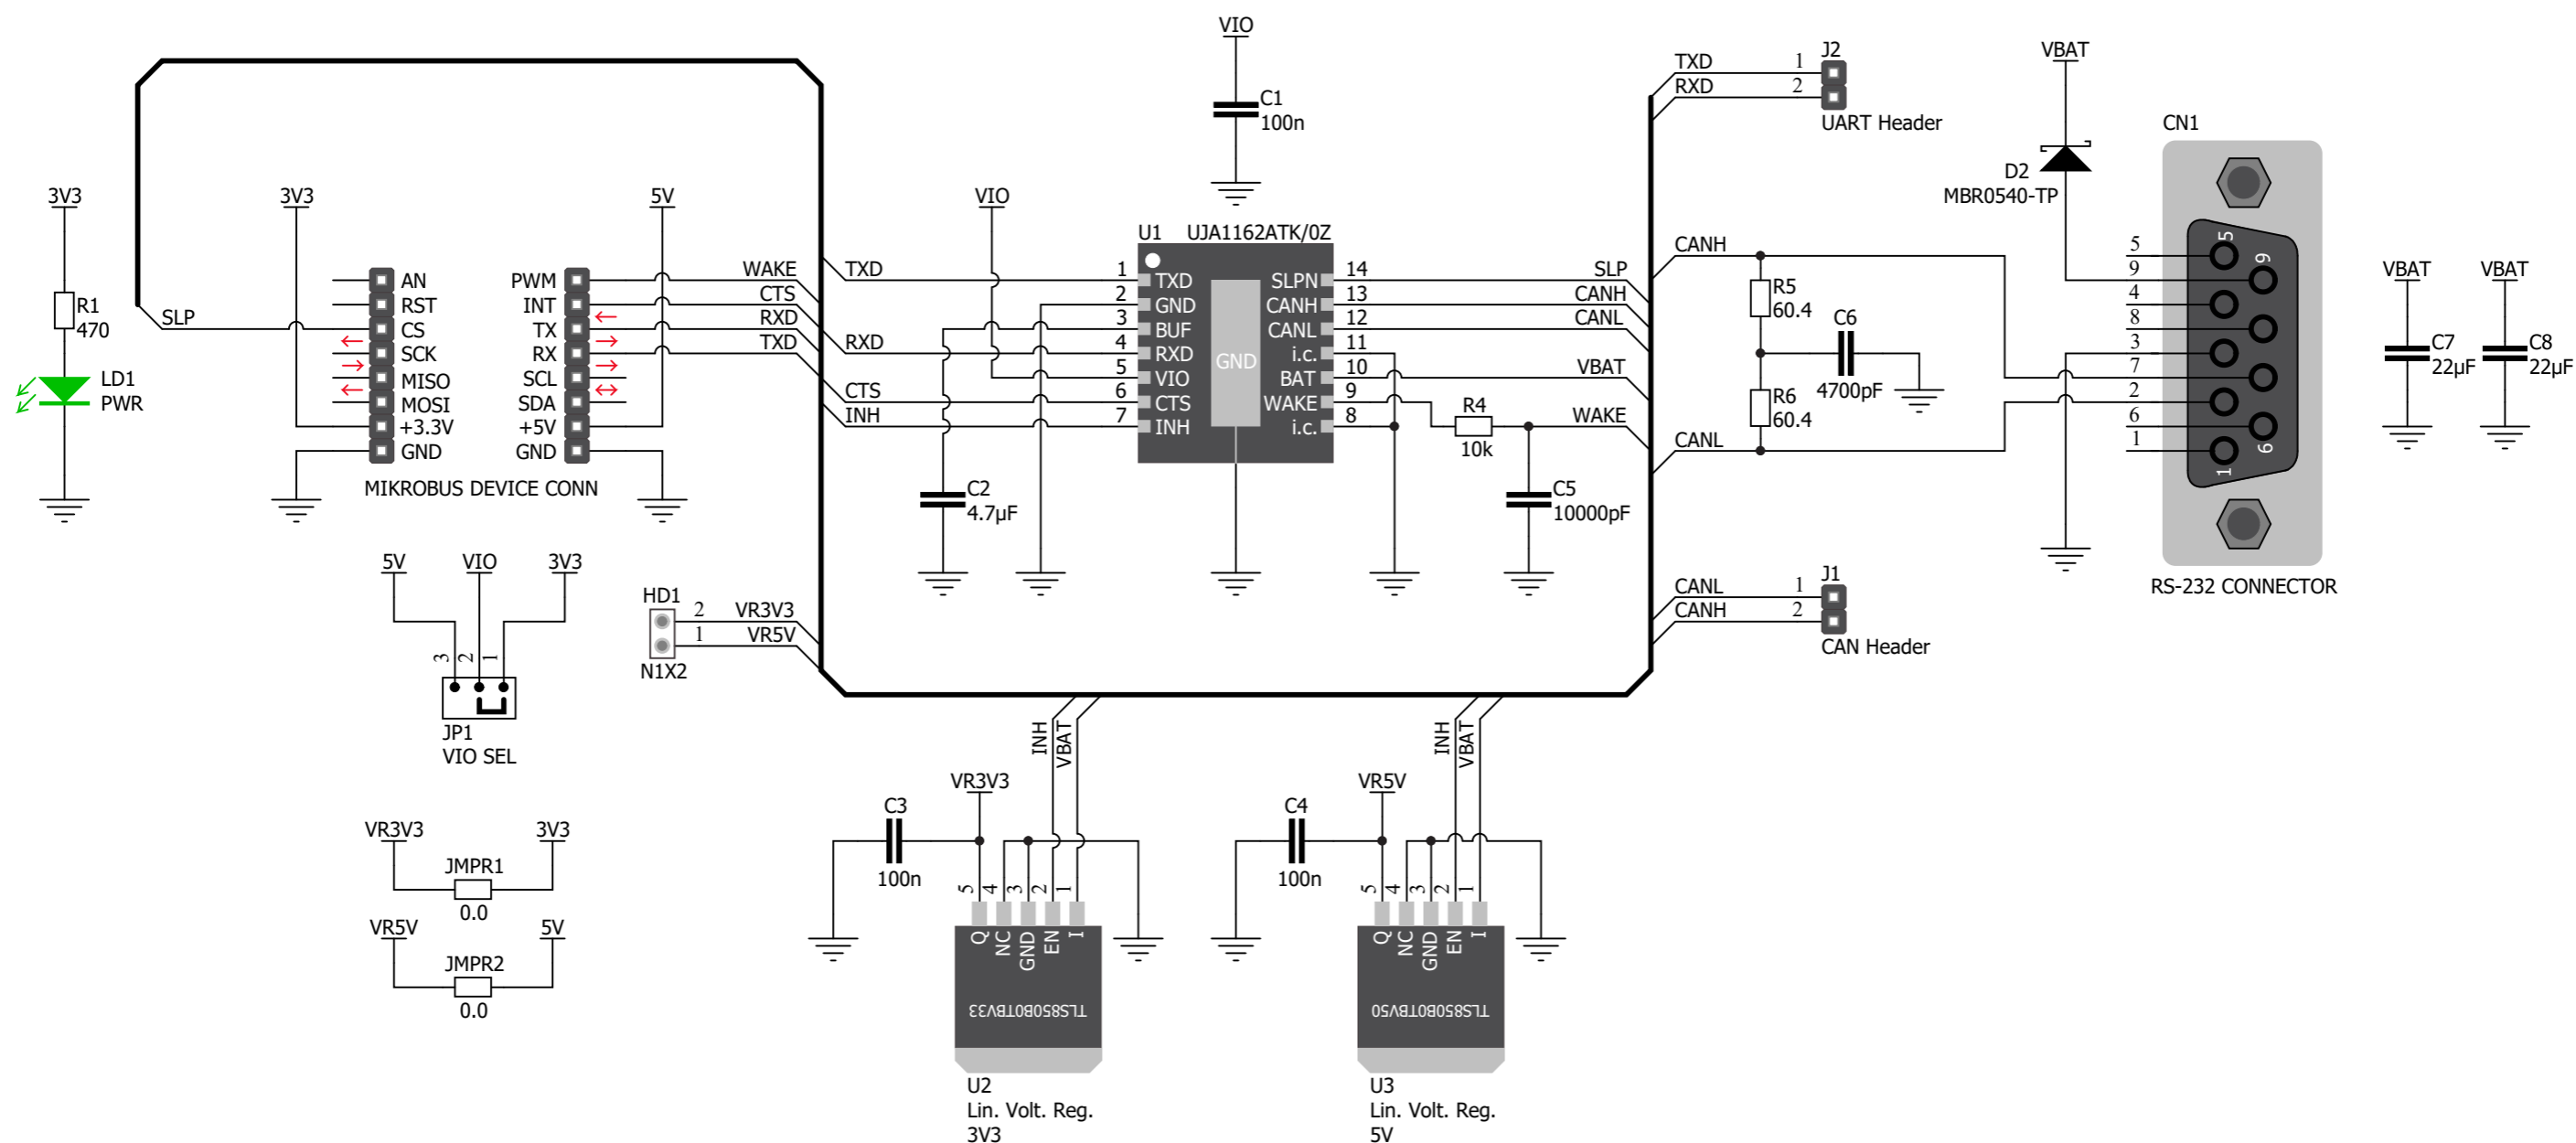 VIO
C1
100n
TXD 1
RXD 2
J2
UART Header
VBAT
D2
MBR0540-TP
CN1
5
9
4
8
3
7
2
6
1
5
9
6
1
RS-232 CONNECTOR
VBAT
C7
22µF
VBAT
C8
22µF
3V3
R1
470
LD1
PWR
SLP
3V3
5V
AN
RST
CS
SCK
MISO
MOSI
+3.3V
GND
PWM
INT
TX
RX
SCL
SDA
+5V
GND
MIKROBUS DEVICE CONN
WAKE
CTS
RXD
TXD
TXD
RXD
CTS
INH
VIO
U1 UJA1162ATK/0Z
1 TXD
2 GND
3 BUF
4 RXD
5 VIO
6 CTS
7 INH
GND
SLPN 14
CANH 13
CANL 12
i.c. 11
BAT 10
WAKE 9
i.c. 8
SLP
CANH
CANL
VBAT
WAKE
R4
10k
C5
10000pF
C2
4.7µF
CANH
R5
60.4
R6
60.4
C6
4700pF
CANL
CANL 1
CANH 2
J1
CAN Header
5V VIO 3V3
3 2 1
JP1
VIO SEL
HD1
2 VR3V3
1 VR5V
N1X2
VR3V3 3V3
JMPR1
0.0
VR5V 5V
JMPR2
0.0
INH
VBAT
VR3V3
C3
100n
5 4 3 2 1
Q NC GND EN I
TLS850B0TBV33
U2
Lin. Volt. Reg.
3V3
INH
VBAT
VR5V
C4
100n
5 4 3 2 1
Q NC GND EN I
TLS850B0TBV50
U3
Lin. Volt. Reg.
5V